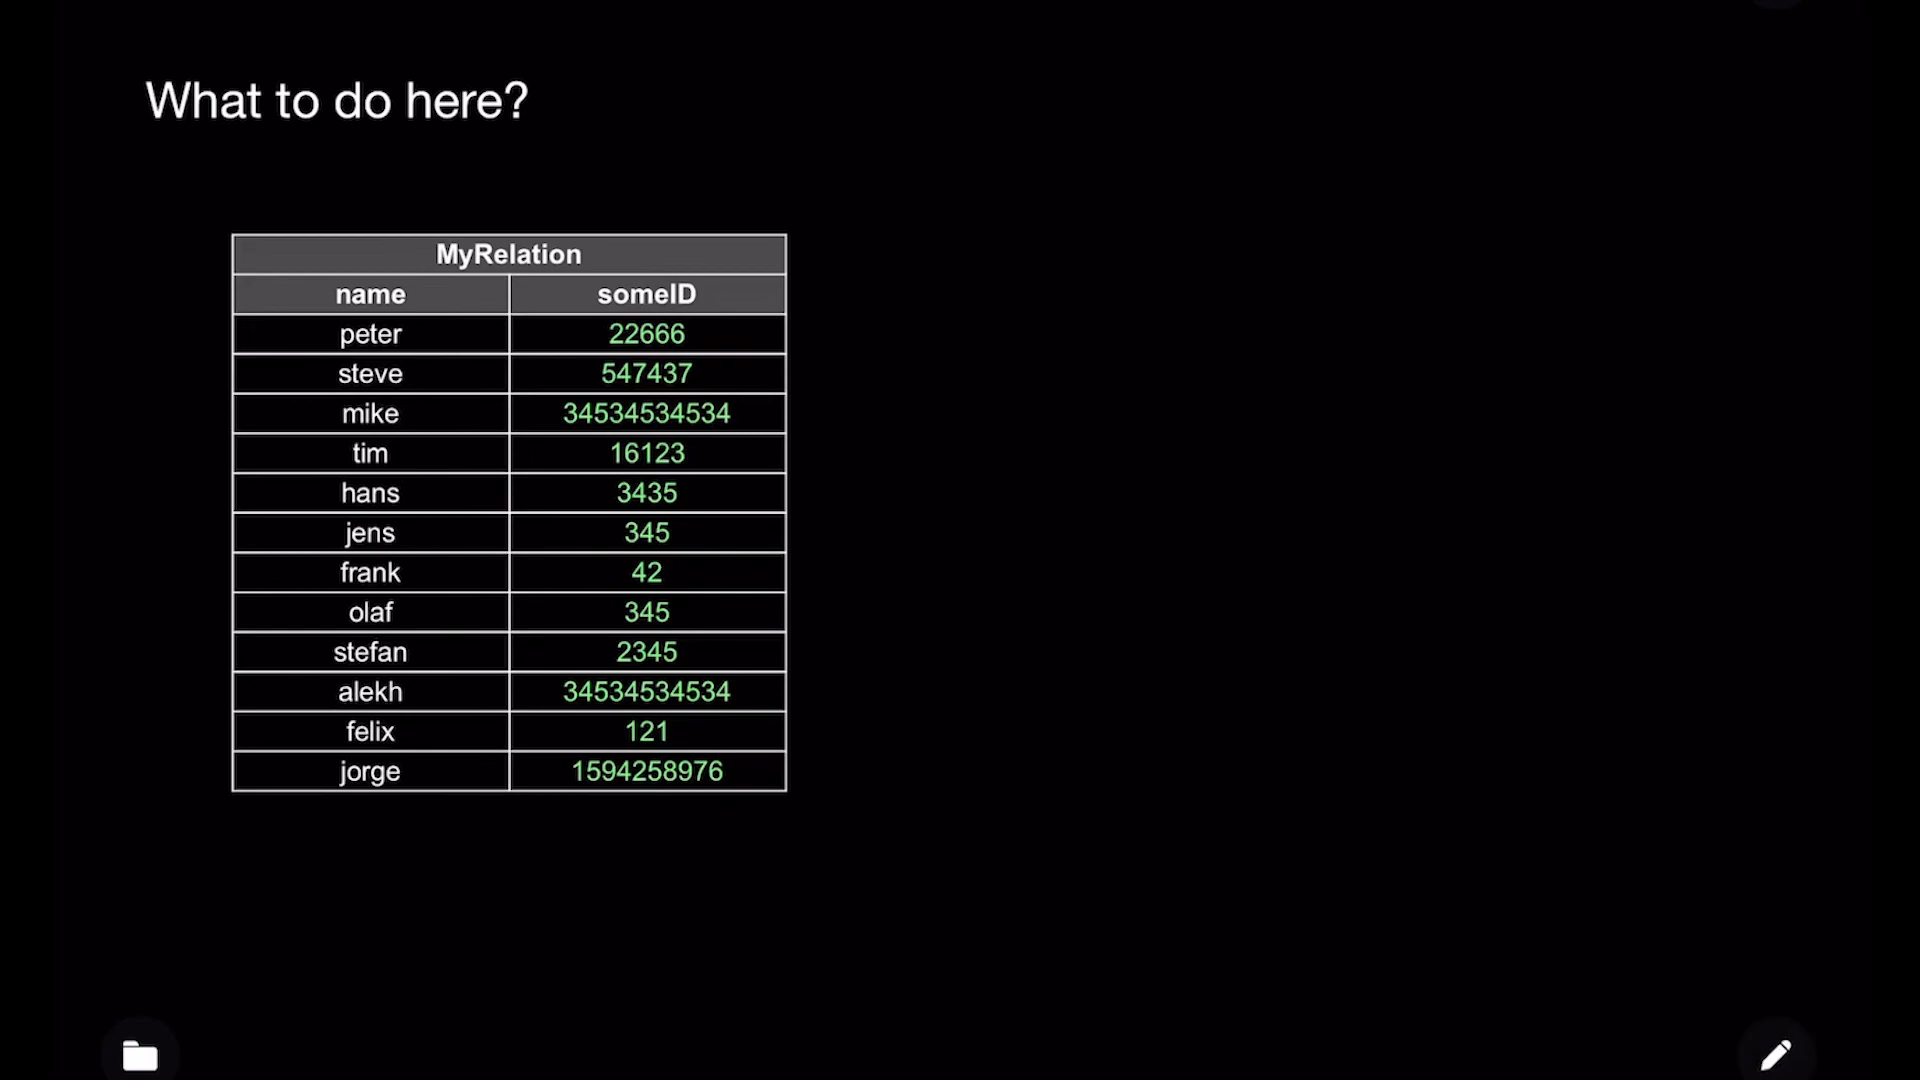 What to do here?
MyRelation
name someID
peter 22666
steve 547437
mike 34534534534
tim 16123
hans 3435
jens 345
frank 42
olaf 345
stefan 2345
alekh 34534534534
felix 121
jorge 1594258976